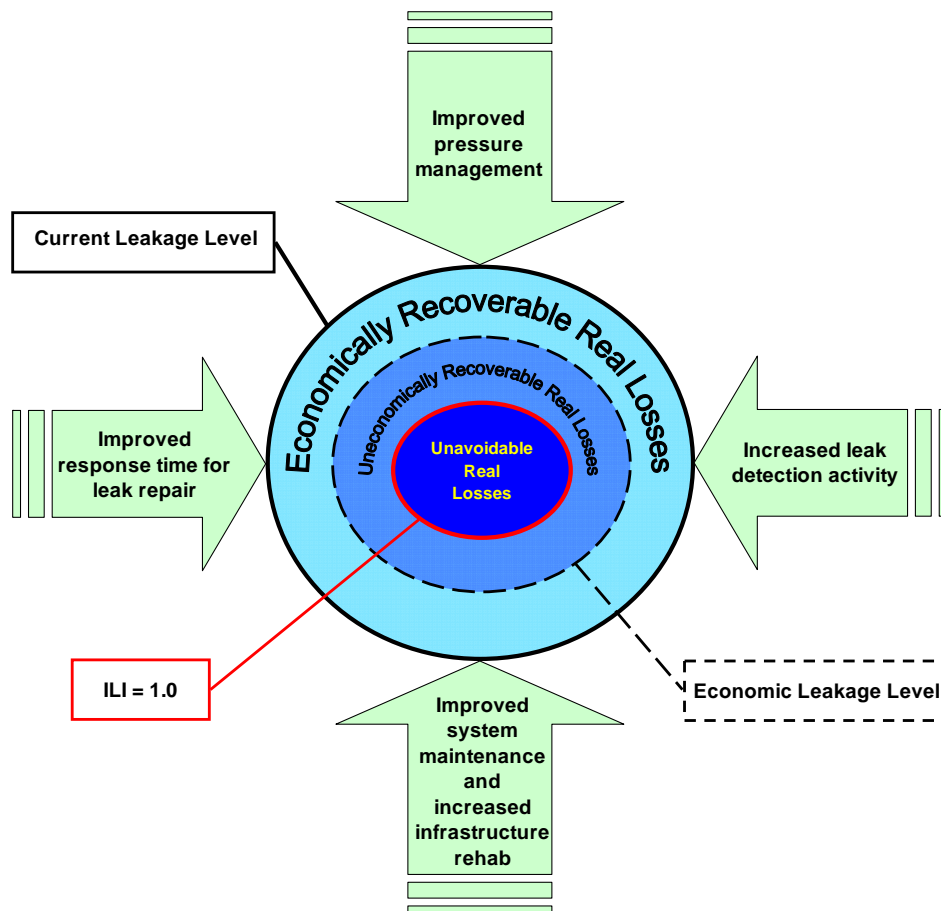 Improved
pressure
management
Current Leakage Level
Economically Recoverable Real Losses
Uneconomically Recoverable Real Losses
Unavoidable
Real
Losses
Improved
response time for
leak repair
Increased leak
detection activity
ILI = 1.0
Economic Leakage Level
Improved
system
maintenance
and
increased
infrastructure
rehab